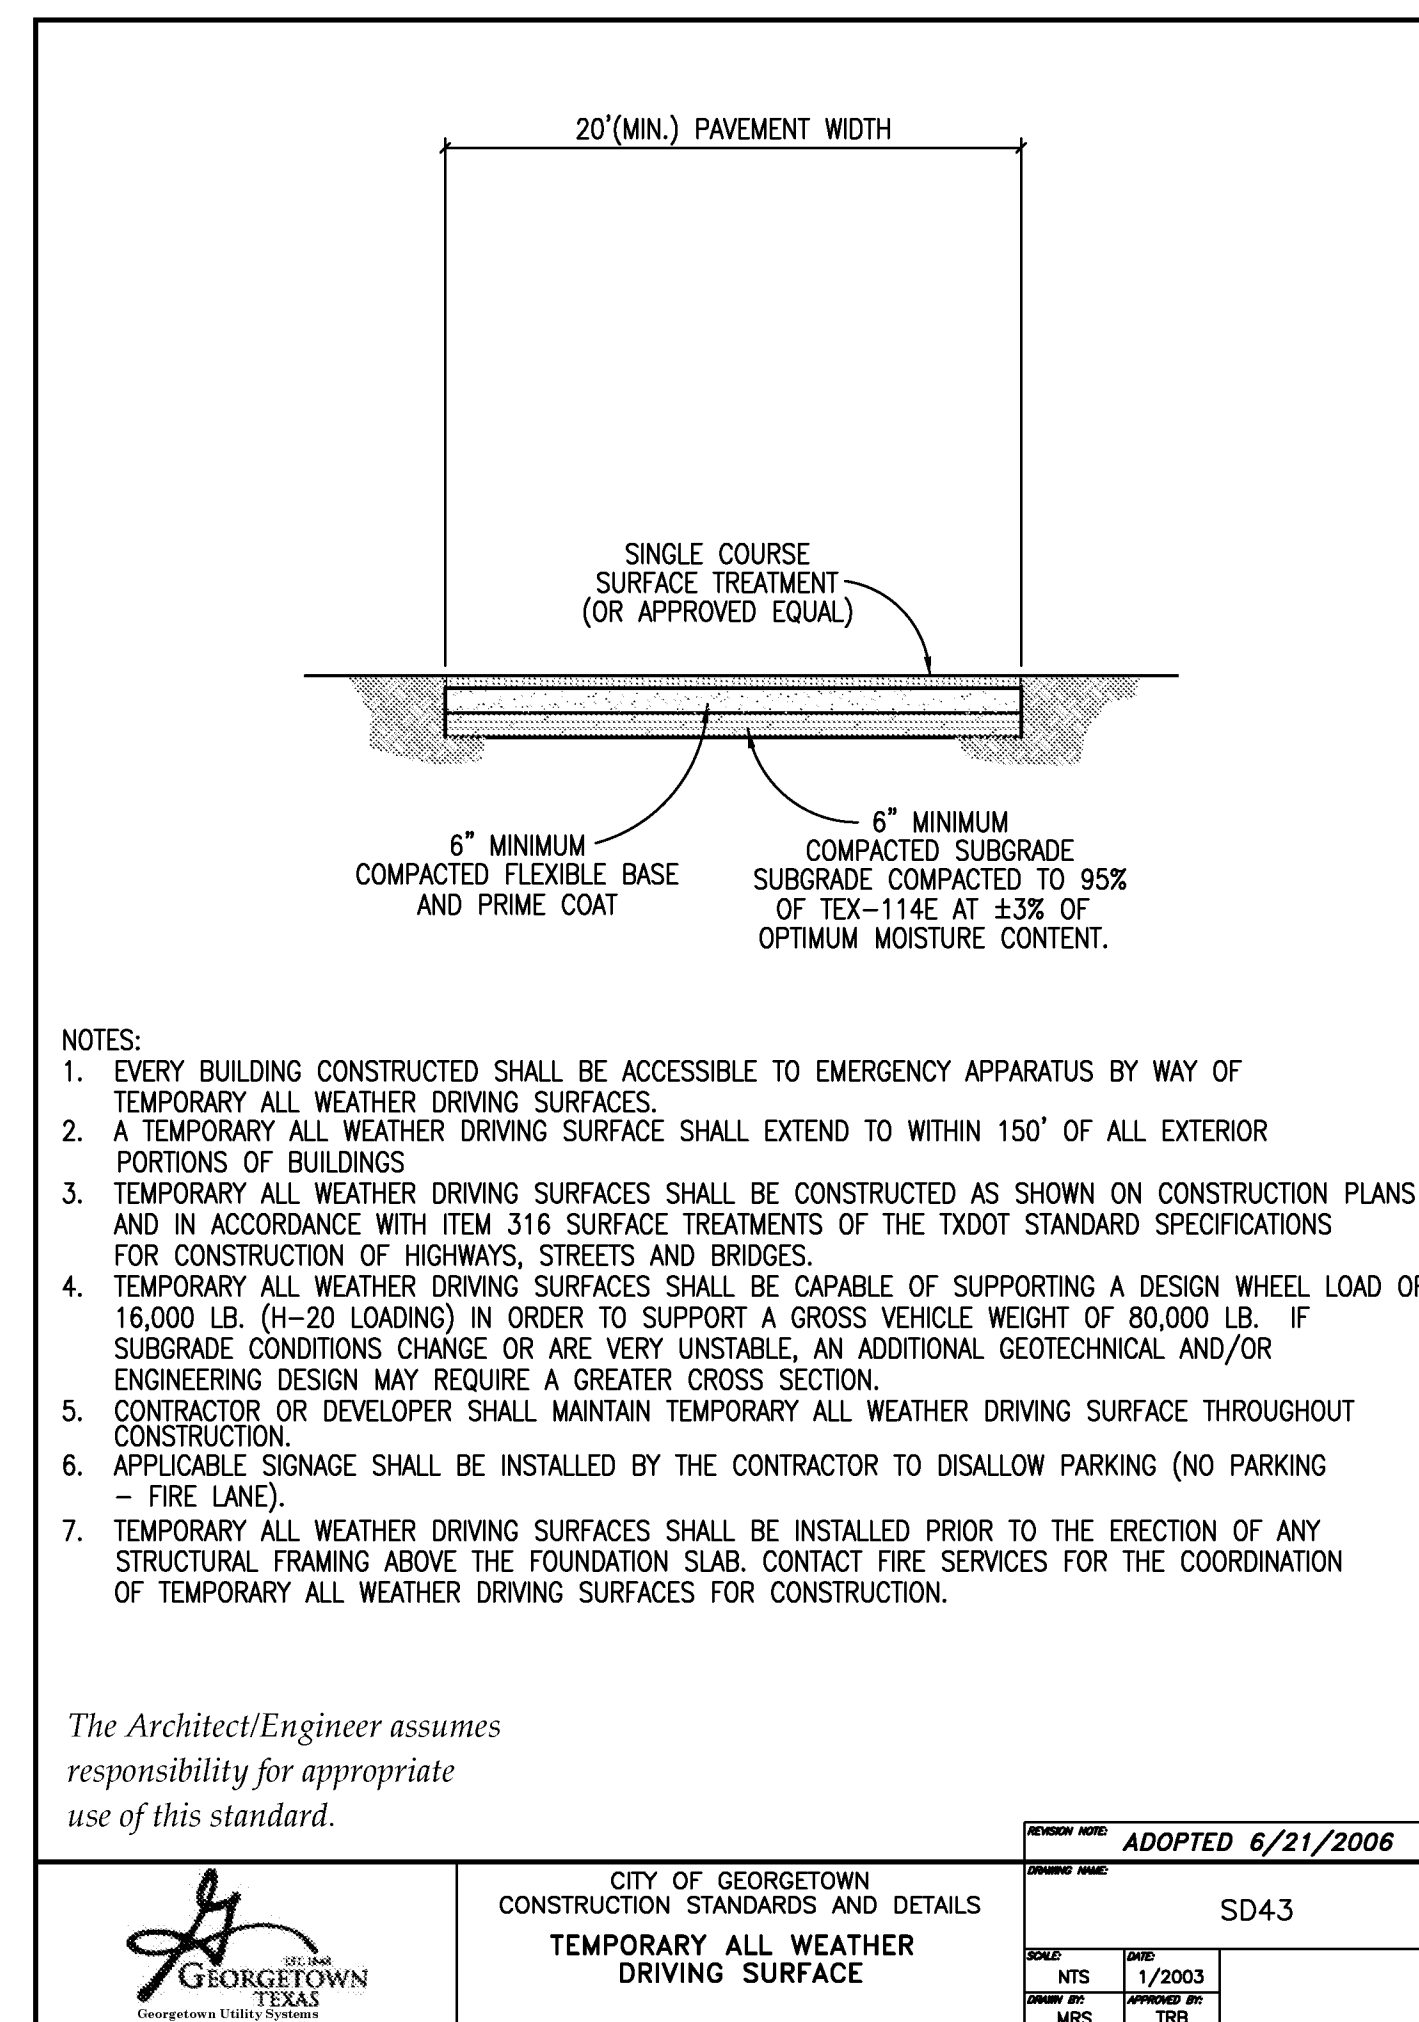 20'(MIN.) PAVEMENT WIDTH
SINGLE COURSE
SURFACE TREATMENT
(OR APPROVED EQUAL)
6" MINIMUM
COMPACTED FLEXIBLE BASE
AND PRIME COAT
6" MINIMUM
COMPACTED SUBGRADE
SUBGRADE COMPACTED TO 95%
OF TEX-114E AT ±3% OF
OPTIMUM MOISTURE CONTENT.
NOTES:
1. EVERY BUILDING CONSTRUCTED SHALL BE ACCESSIBLE TO EMERGENCY APPARATUS BY WAY OF
TEMPORARY ALL WEATHER DRIVING SURFACES.
2. A TEMPORARY ALL WEATHER DRIVING SURFACE SHALL EXTEND TO WITHIN 150' OF ALL EXTERIOR
PORTIONS OF BUILDINGS
3. TEMPORARY ALL WEATHER DRIVING SURFACES SHALL BE CONSTRUCTED AS SHOWN ON CONSTRUCTION PLANS
AND IN ACCORDANCE WITH ITEM 316 SURFACE TREATMENTS OF THE TXDOT STANDARD SPECIFICATIONS
FOR CONSTRUCTION OF HIGHWAYS, STREETS AND BRIDGES.
4. TEMPORARY ALL WEATHER DRIVING SURFACES SHALL BE CAPABLE OF SUPPORTING A DESIGN WHEEL LOAD OF
16,000 LB. (H-20 LOADING) IN ORDER TO SUPPORT A GROSS VEHICLE WEIGHT OF 80,000 LB. IF
SUBGRADE CONDITIONS CHANGE OR ARE VERY UNSTABLE, AN ADDITIONAL GEOTECHNICAL AND/OR
ENGINEERING DESIGN MAY REQUIRE A GREATER CROSS SECTION.
5. CONTRACTOR OR DEVELOPER SHALL MAINTAIN TEMPORARY ALL WEATHER DRIVING SURFACE THROUGHOUT
CONSTRUCTION.
6. APPLICABLE SIGNAGE SHALL BE INSTALLED BY THE CONTRACTOR TO DISALLOW PARKING (NO PARKING
– FIRE LANE).
7. TEMPORARY ALL WEATHER DRIVING SURFACES SHALL BE INSTALLED PRIOR TO THE ERECTION OF ANY
STRUCTURAL FRAMING ABOVE THE FOUNDATION SLAB. CONTACT FIRE SERVICES FOR THE COORDINATION
OF TEMPORARY ALL WEATHER DRIVING SURFACES FOR CONSTRUCTION.
The Architect/Engineer assumes
responsibility for appropriate
use of this standard.
REVISION NOTE:
ADOPTED 6/21/2006
EST. 1848
GEORGETOWN
TEXAS
Georgetown Utility Systems
CITY OF GEORGETOWN
CONSTRUCTION STANDARDS AND DETAILS
TEMPORARY ALL WEATHER
DRIVING SURFACE
DRAWING NAME:
SD43
SCALE:
NTS
DATE:
1/2003
DRAWN BY:
MRS
APPROVED BY:
TRB